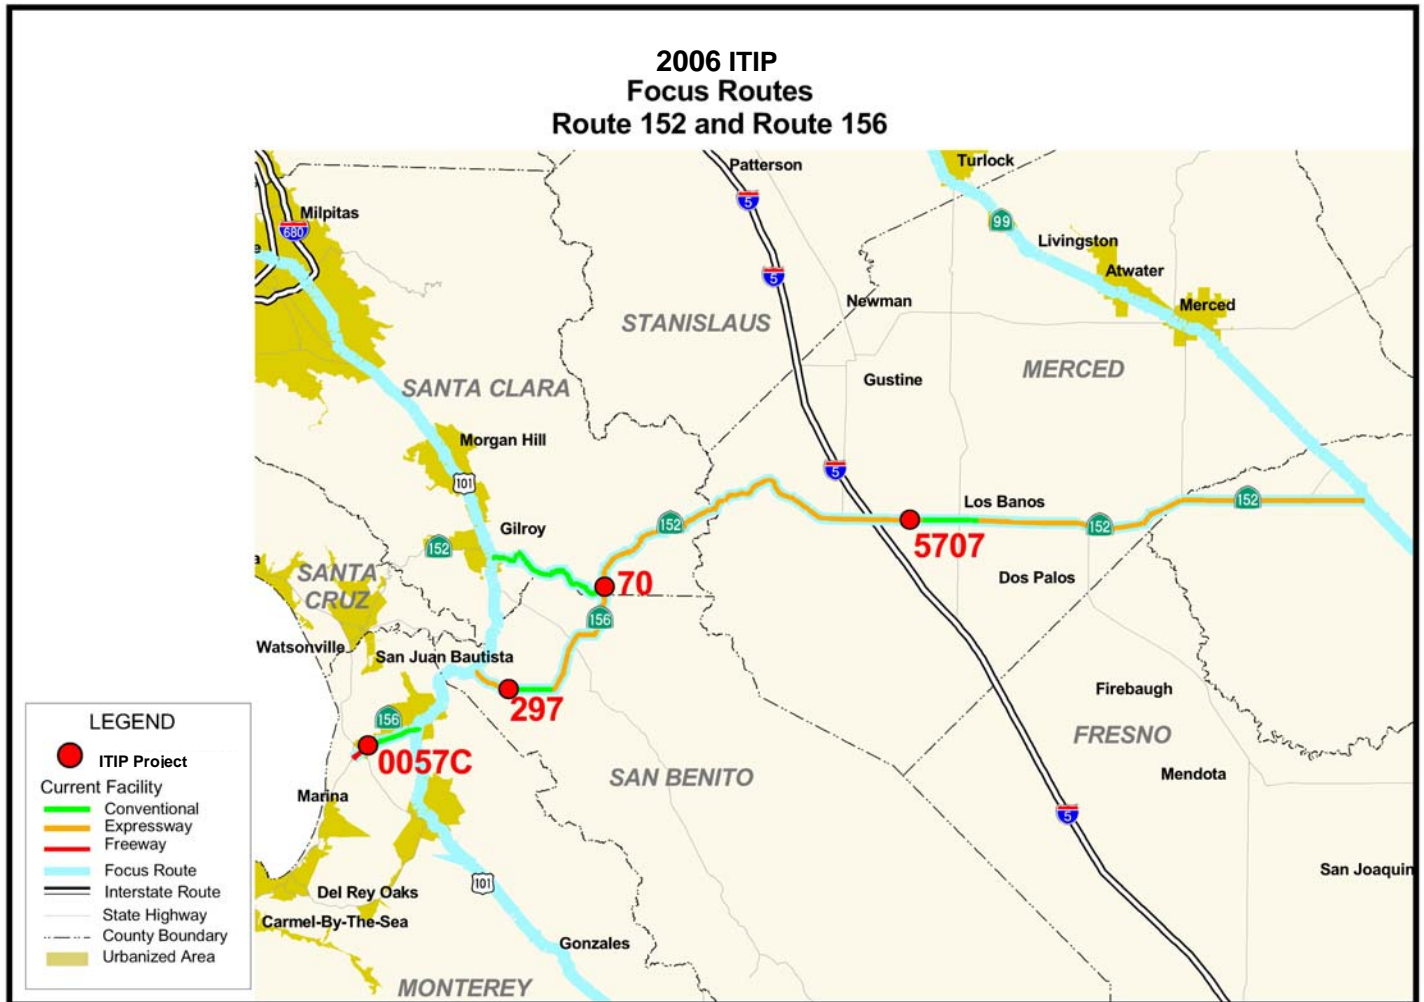 2006 ITIP
Focus Routes
Route 152 and Route 156
Patterson
Turlock
5
Milpitas
680
99
Livingston
e
Atwater
5
Newman
Merced
STANISLAUS
MERCED
Gustine
SANTA CLARA
Morgan Hill
5
101
Los Banos
152
152
152
Gilroy
152
5707
a
SANTA
CRUZ
70
Dos Palos
156
Watsonville
San Juan Bautista
Firebaugh
297
156
FRESNO
0057C
SAN BENITO
Mendota
Marina
5
San Joaquin
101
Del Rey Oaks
Carmel-By-The-Sea
Gonzales
MONTEREY
LEGEND
ITIP Project
Current Facility
Conventional
Expressway
Freeway
Focus Route
Interstate Route
State Highway
County Boundary
Urbanized Area